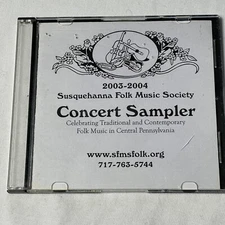 2003-2004
Susquehanna Folk Music Society
Concert Sampler
Celebrating Traditional and Contemporary
Folk Music in Central Pennsylvania
www.sfmsfolk.org
717-763-5744